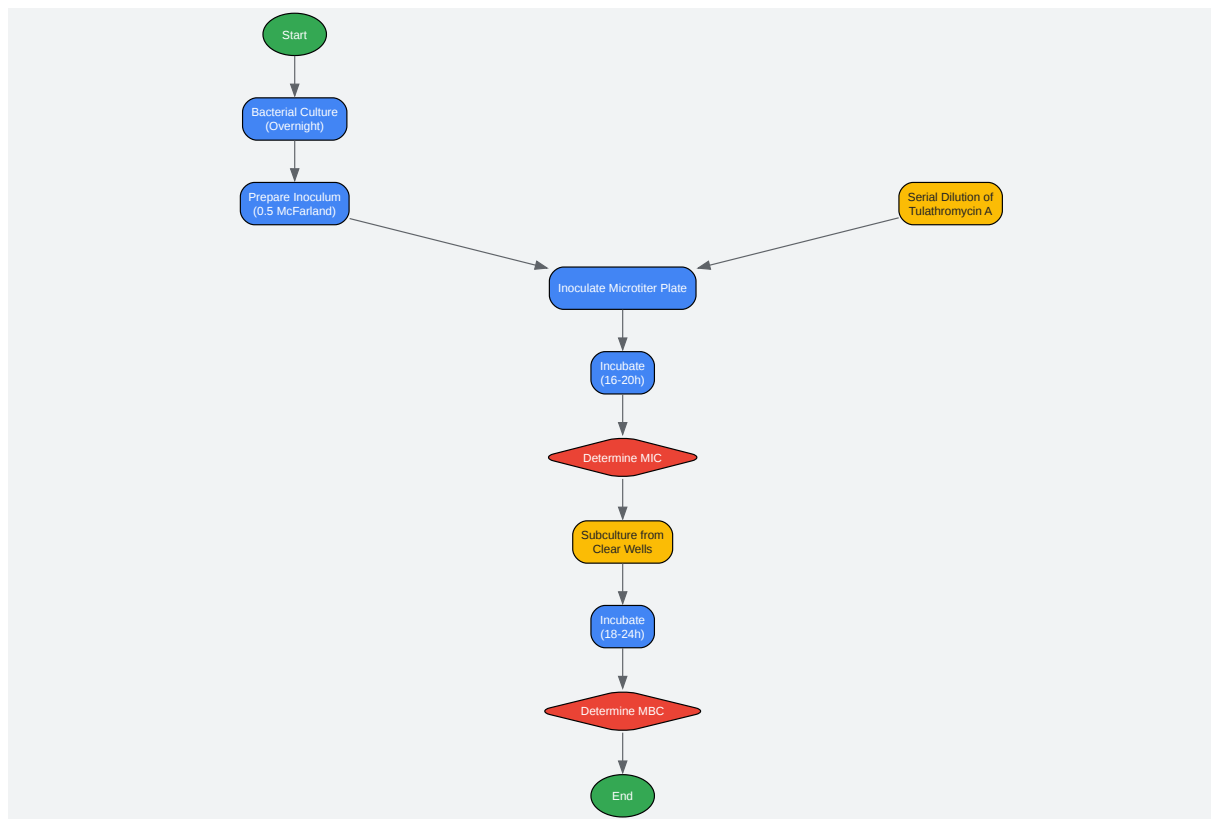 Start
Bacterial Culture
(Overnight)
Prepare Inoculum
(0.5 McFarland)
Serial Dilution of
Tulathromycin A
Inoculate Microtiter Plate
Incubate
(16-20h)
Determine MIC
Subculture from
Clear Wells
Incubate
(18-24h)
Determine MBC
End